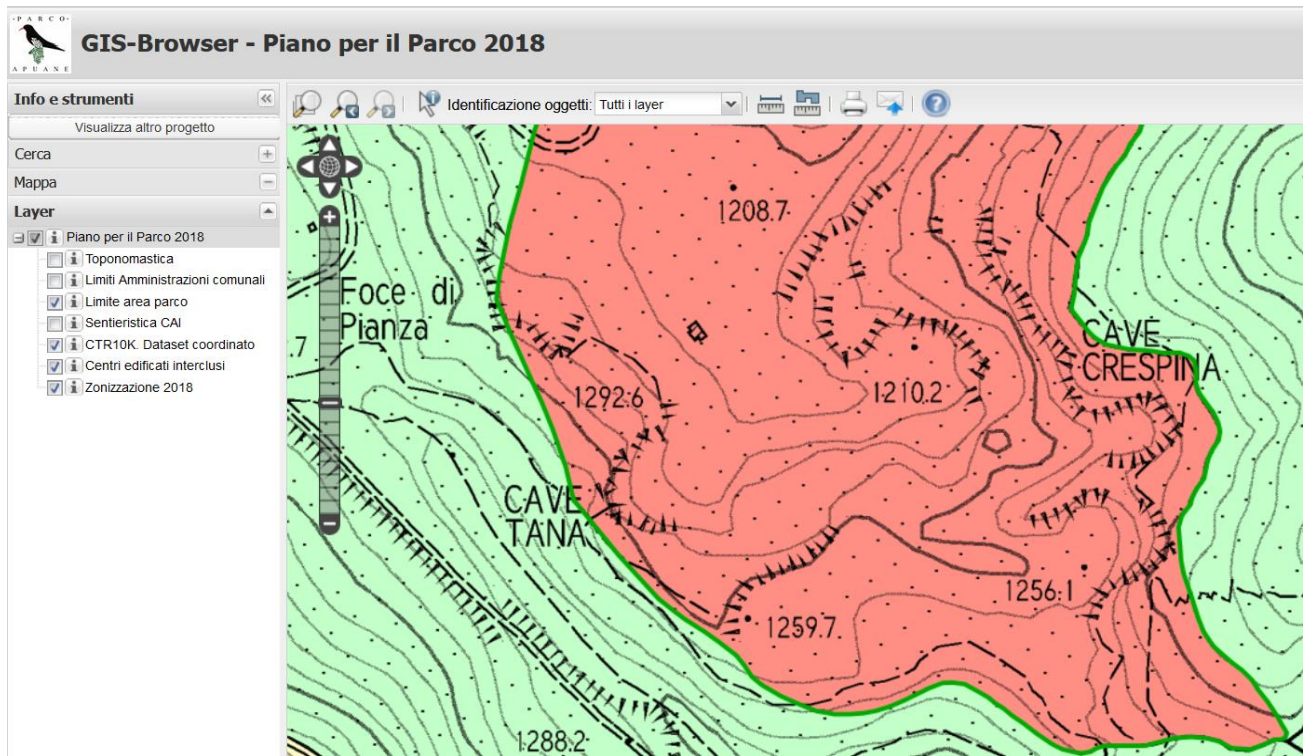 ·PARCO·
APUANE
GIS-Browser - Piano per il Parco 2018
Info e strumenti
Visualizza altro progetto
Cerca
Mappa
Layer
Piano per il Parco 2018
Toponomastica
Limiti Amministrazioni comunali
Limite area parco
Sentieristica CAI
CTR10K. Dataset coordinato
Centri edificati interclusi
Zonizzazione 2018
Identificazione oggetti: Tutti i layer
1208.7
Foce di
Pianza
.7
CAVE
CRESPINA
1292.6
1210.2
CAVE
TANA
1256.1
1259.7
1288.2